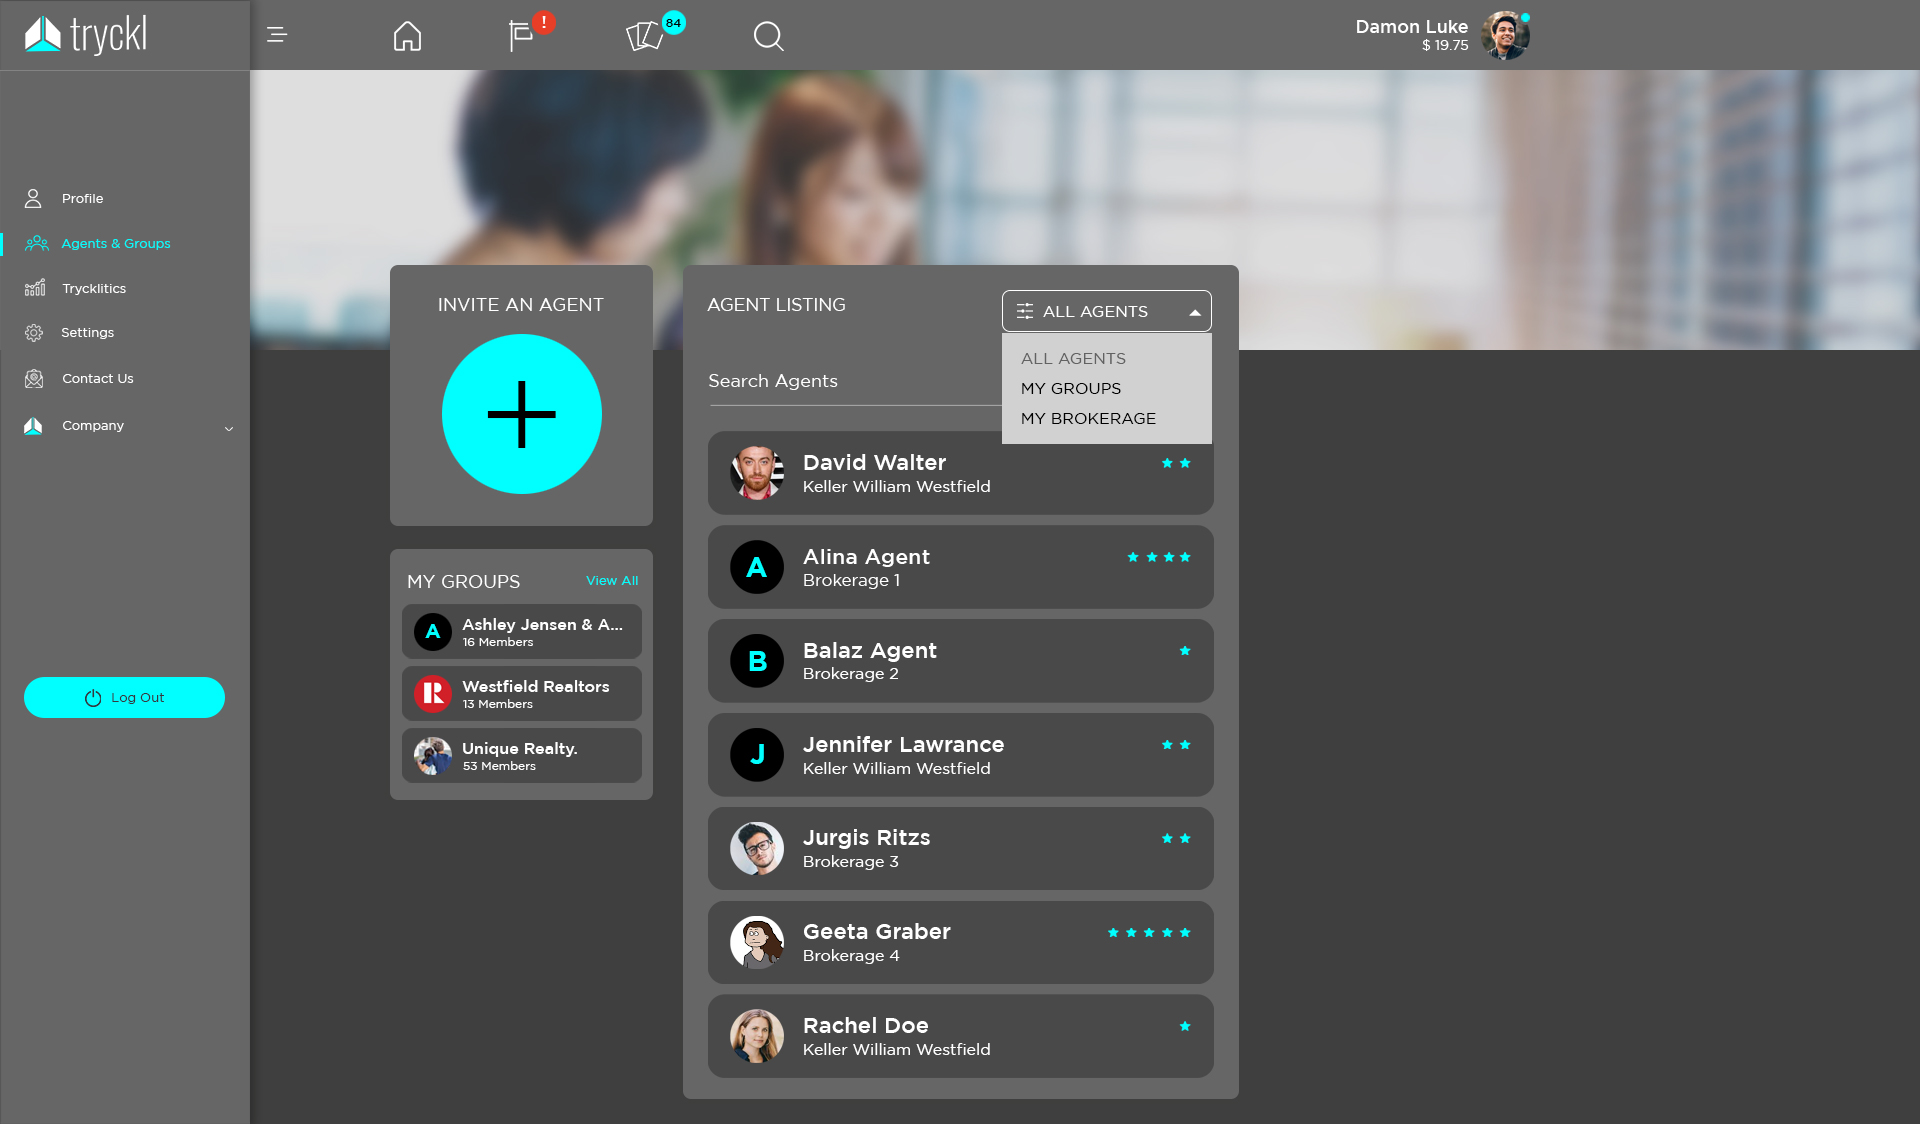 tryckl
!
84
Damon Luke
$ 19.75
Profile
Agents & Groups
Trycklitics
Settings
Contact Us
Company
Log Out
INVITE AN AGENT
MY GROUPS
View All
A
Ashley Jensen & A...
16 Members
R
Westfield Realtors
13 Members
Unique Realty.
53 Members
AGENT LISTING
ALL AGENTS
ALL AGENTS
MY GROUPS
MY BROKERAGE
Search Agents
David Walter
Keller William Westfield
A
Alina Agent
Brokerage 1
B
Balaz Agent
Brokerage 2
J
Jennifer Lawrance
Keller William Westfield
Jurgis Ritzs
Brokerage 3
Geeta Graber
Brokerage 4
Rachel Doe
Keller William Westfield